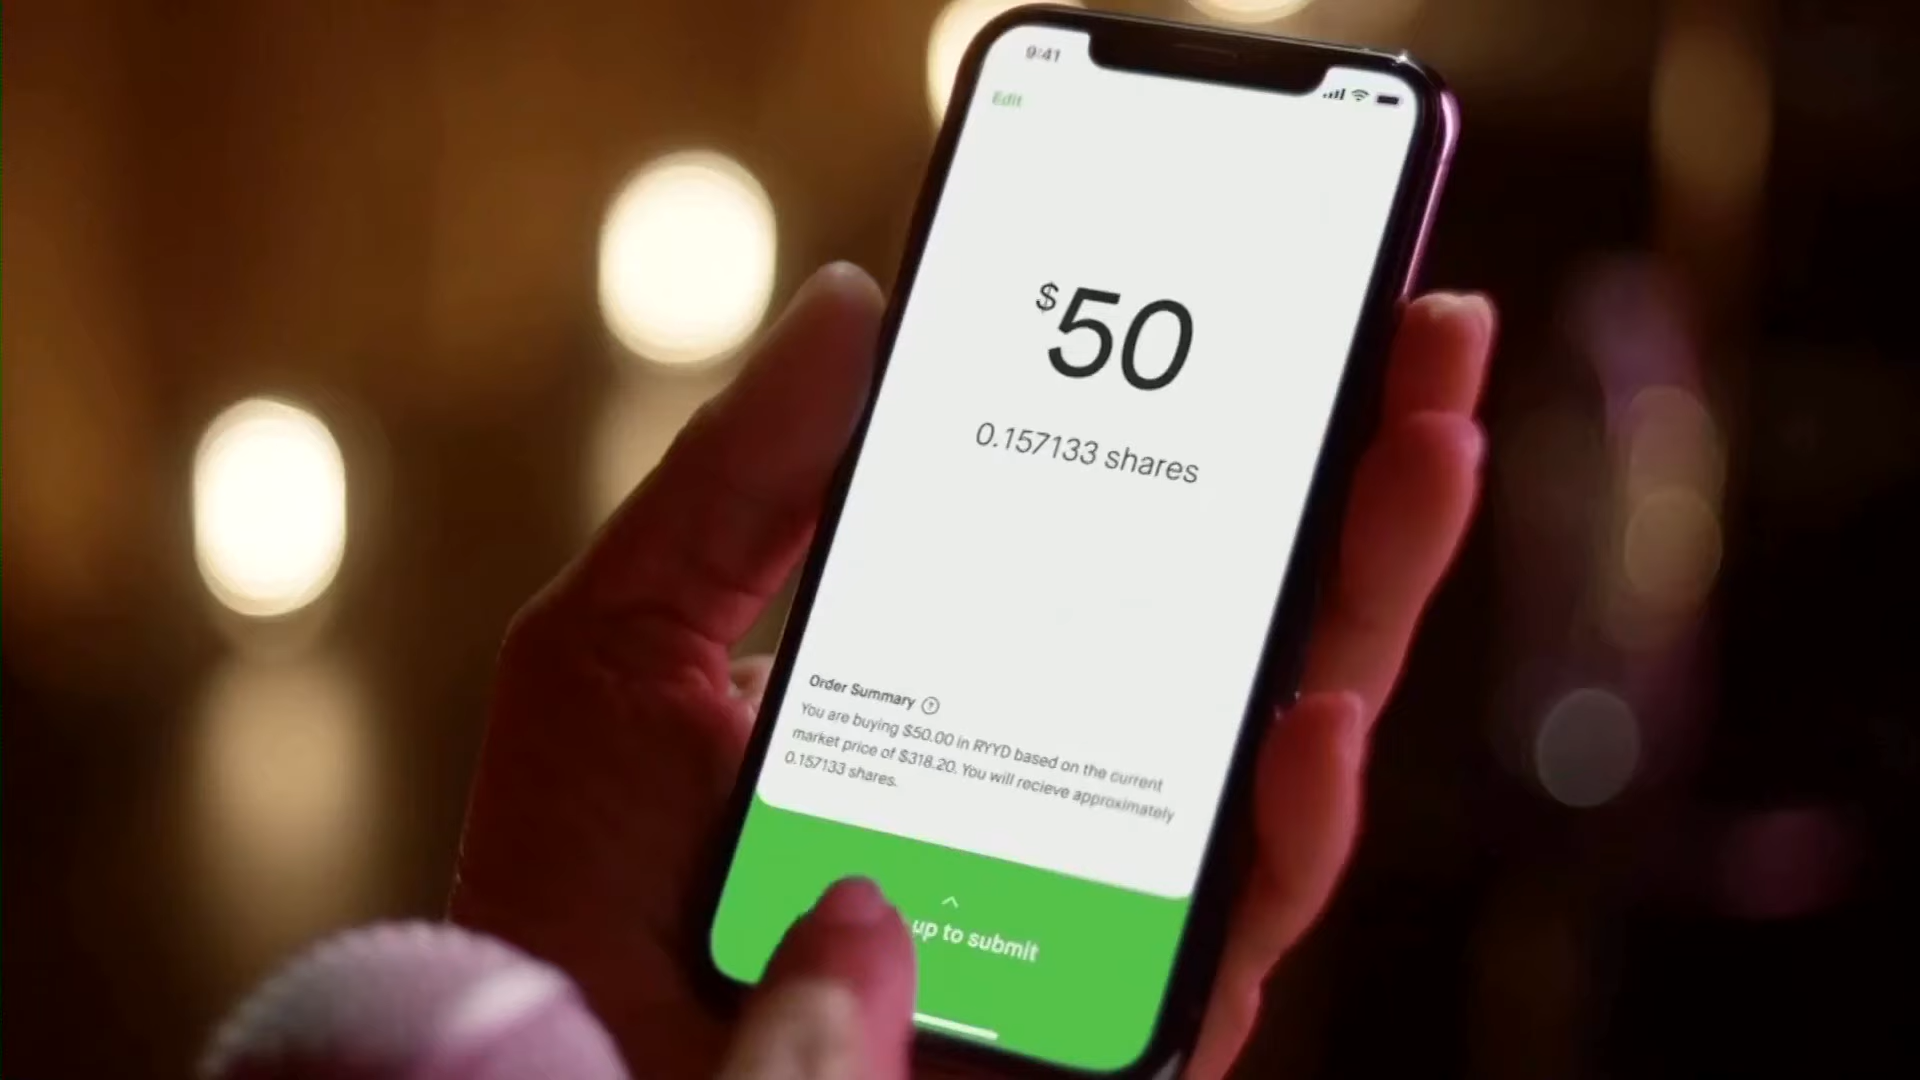 9:41
Edit
$50
0.157133 shares
Order Summary ?
You are buying $50.00 in RYYD based on the current
market price of $318.20. You will recieve approximately
0.157133 shares.
up to submit